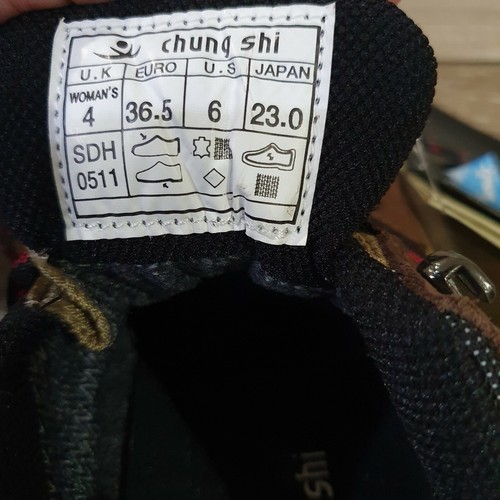 chung shi
U.K EURO U.S JAPAN
WOMAN'S
4 36.5 6 23.0
SDH
0511
shi